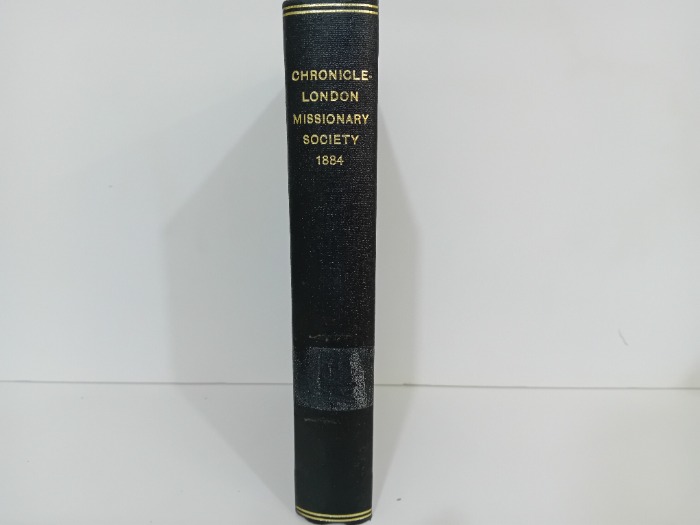 CHRONICLE-
LONDON
MISSIONARY
SOCIETY
1884